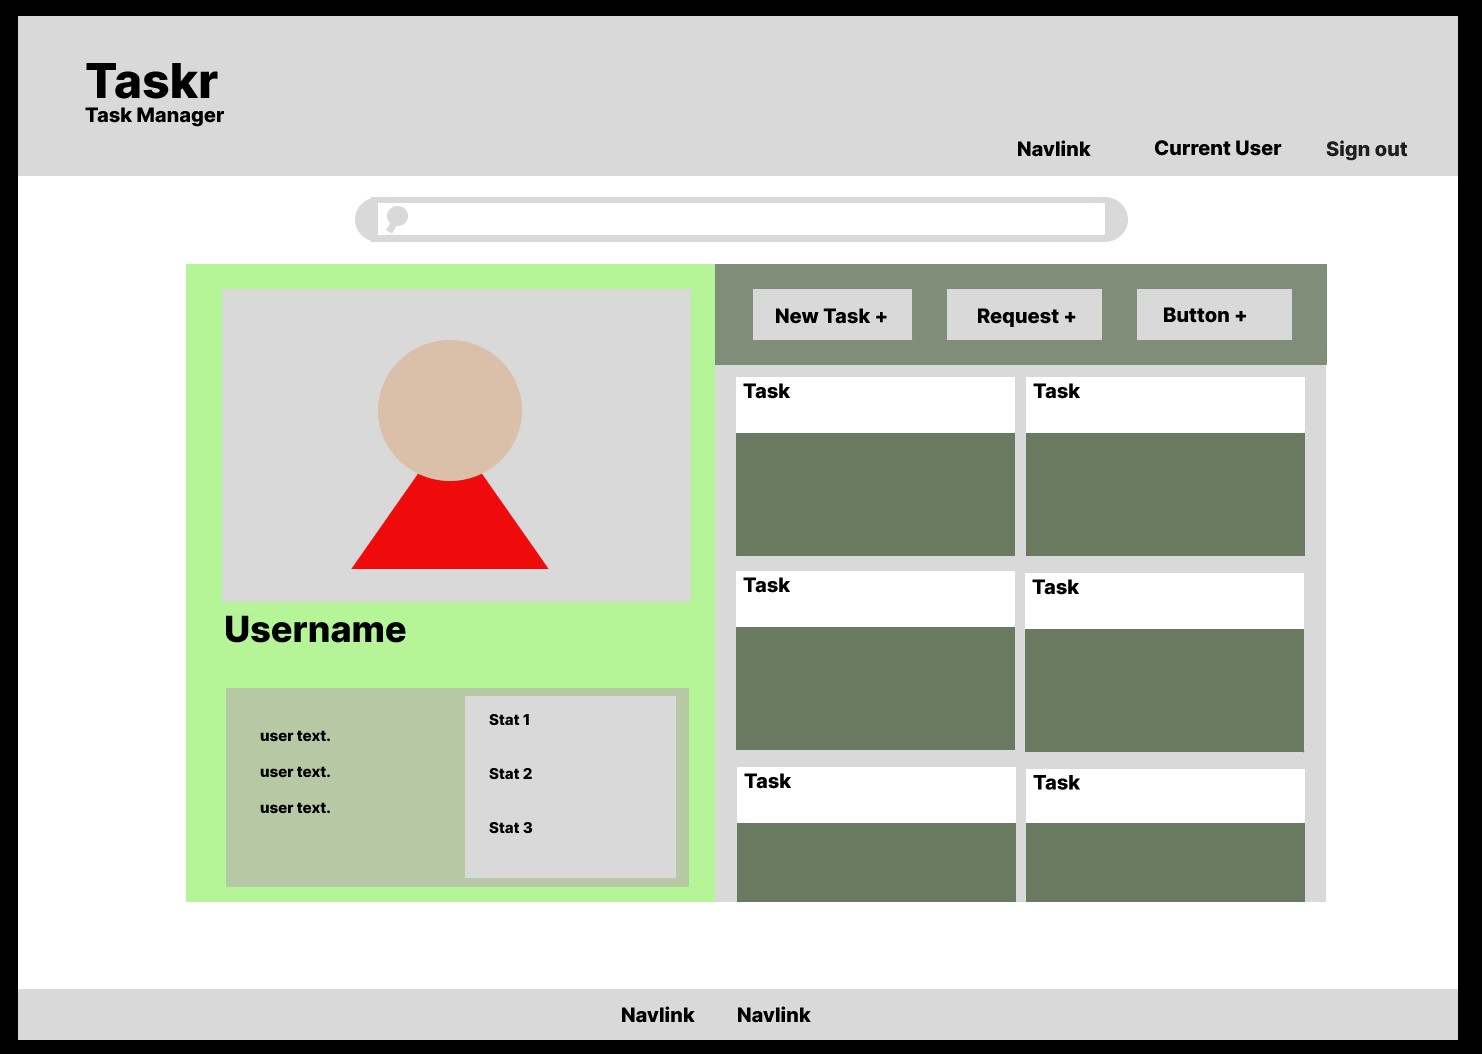 Taskr
Task Manager
Navlink Current User Sign out
New Task + Request + Button +
Task Task
Task Task
Task Task
Username
user text.
user text.
user text.
Stat 1
Stat 2
Stat 3
Navlink Navlink